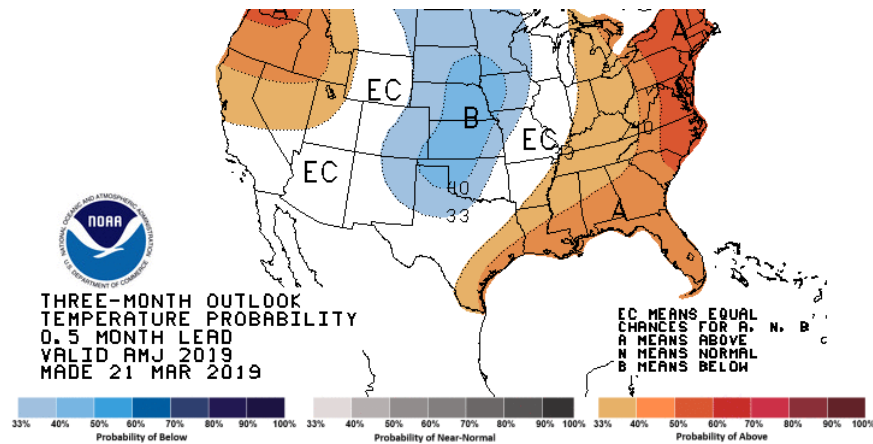 A
EC
B
A
EC
EC
40
33
A
NATIONAL OCEANIC AND ATMOSPHERIC ADMINISTRATION
NOAA
U.S. DEPARTMENT OF COMMERCE
THREE-MONTH OUTLOOK
TEMPERATURE PROBABILITY
0.5 MONTH LEAD
VALID AMJ 2019
MADE 21 MAR 2019
EC MEANS EQUAL
CHANCES FOR A, N, B
A MEANS ABOVE
N MEANS NORMAL
B MEANS BELOW
33% 40% 50% 60% 70% 80% 90% 100%
Probability of Below
33% 40% 50% 60% 70% 80% 90% 100%
Probability of Near-Normal
33% 40% 50% 60% 70% 80% 90% 100%
Probability of Above